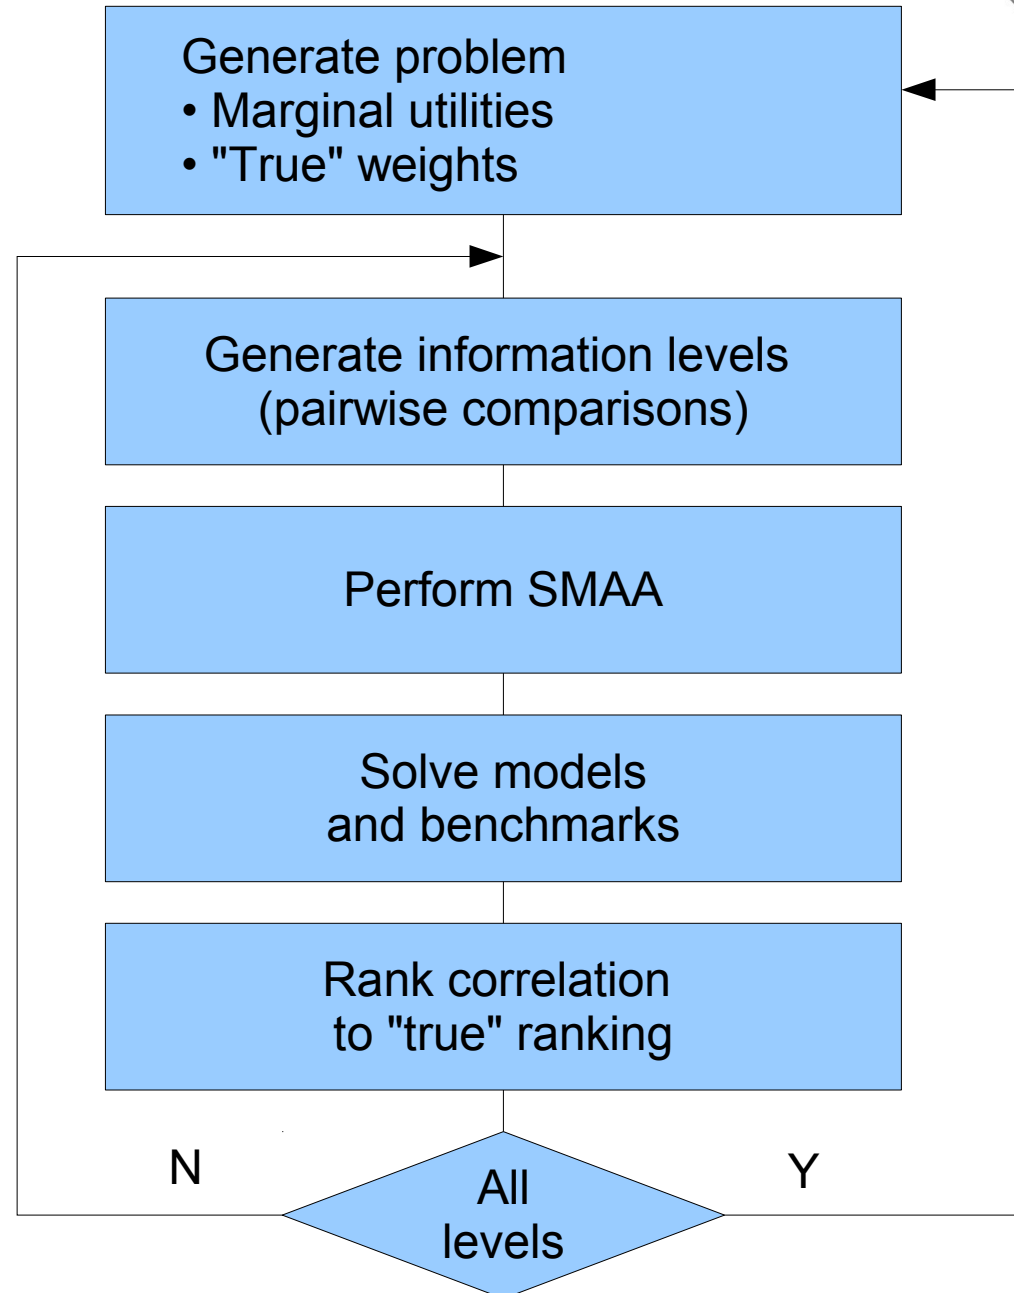 Generate problem
• Marginal utilities
• "True" weights
Generate information levels
(pairwise comparisons)
Perform SMAA
Solve models
and benchmarks
Rank correlation
to "true" ranking
N
Y
All
levels